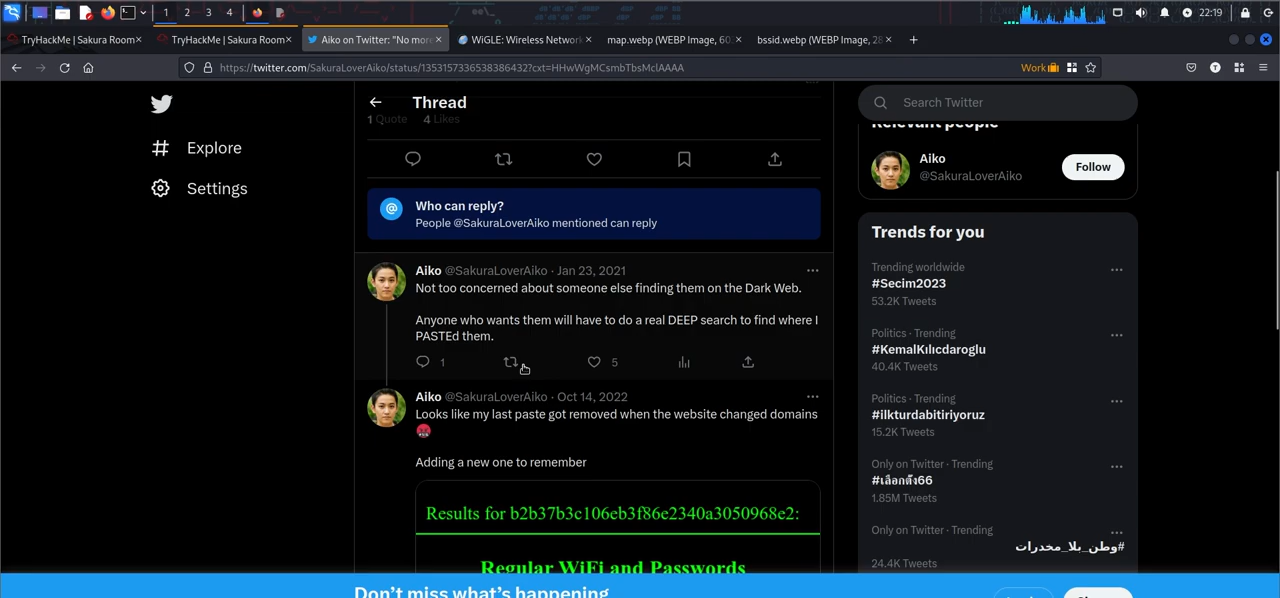 1 2 3 4 22:19
TryHackMe | Sakura Room × TryHackMe | Sakura Room × Aiko on Twitter: "No more × WiGLE: Wireless Network × map.webp (WEBP Image, 60 × bssid.webp (WEBP Image, 28 × +
https://twitter.com/SakuraLoverAiko/status/1353157336538386432?cxt=HHwWgMCsmbTbsMclAAAA Work
Explore
Settings
Thread
1 Quote 4 Likes
Who can reply?
People @SakuraLoverAiko mentioned can reply
Aiko @SakuraLoverAiko · Jan 23, 2021
Not too concerned about someone else finding them on the Dark Web.
Anyone who wants them will have to do a real DEEP search to find where I
PASTEd them.
1 5
Aiko @SakuraLoverAiko · Oct 14, 2022
Looks like my last paste got removed when the website changed domains
Adding a new one to remember
Results for b2b37b3c106eb3f86e2340a3050968e2:
Regular WiFi and Passwords
Search Twitter
Relevant people
Aiko
@SakuraLoverAiko
Follow
Trends for you
Trending worldwide
#Secim2023
53.2K Tweets
Politics · Trending
#KemalKılıcdaroglu
40.4K Tweets
Politics · Trending
#ilkturdabitiriyoruz
15.2K Tweets
Only on Twitter · Trending
#เลือกตั้ง66
1.85M Tweets
Only on Twitter · Trending
#وطن_بلا_مخدرات
24.4K Tweets
Don't miss what's happening